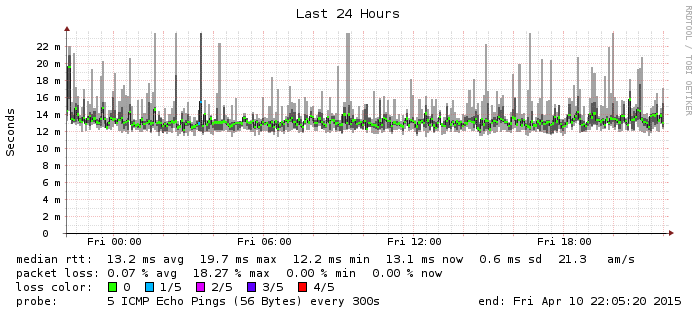 Last 24 Hours
RRDTOOL / TOBI OETIKER
Seconds
22 m
20 m
18 m
16 m
14 m
12 m
10 m
8 m
6 m
4 m
2 m
0
Fri 00:00 Fri 06:00 Fri 12:00 Fri 18:00
median rtt: 13.2 ms avg 19.7 ms max 12.2 ms min 13.1 ms now 0.6 ms sd 21.3 am/s
packet loss: 0.07 % avg 18.27 % max 0.00 % min 0.00 % now
loss color: 0 1/5 2/5 3/5 4/5
probe: 5 ICMP Echo Pings (56 Bytes) every 300s end: Fri Apr 10 22:05:20 2015